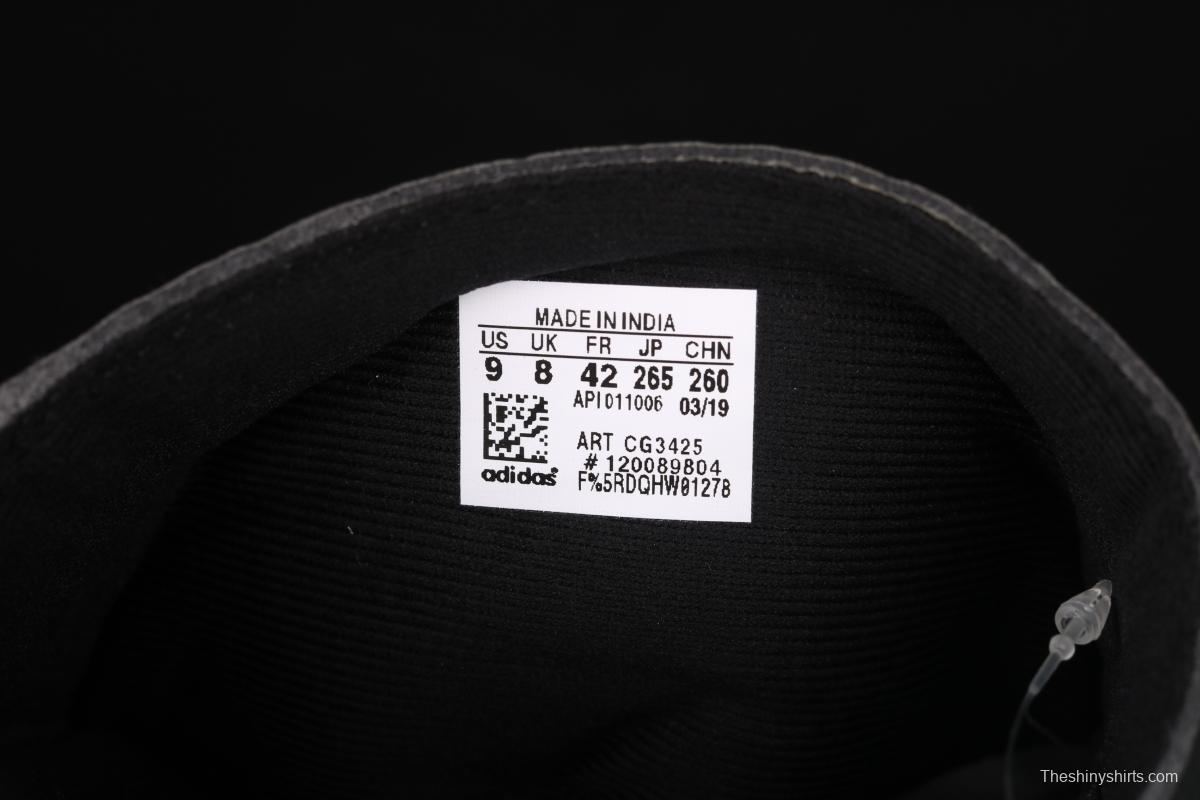 MADE IN INDIA
US UK FR JP CHN
9 8 42 265 260
API011006 03/19
ART CG3425
# 120089804
adidas
F%5RDQHW01278
Theshinyshirts.com